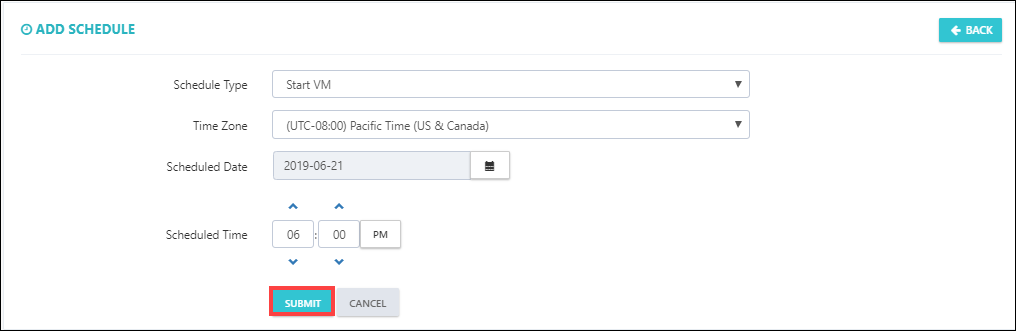 ADD SCHEDULE
BACK
Schedule Type
Start VM
Time Zone
(UTC-08:00) Pacific Time (US & Canada)
Scheduled Date
2019-06-21
Scheduled Time
06 : 00 PM
SUBMIT CANCEL